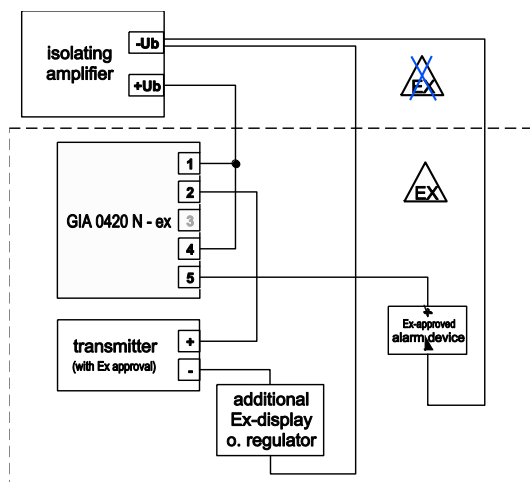 isolating
amplifier
-Ub
+Ub
EX
1
2
GIA 0420 N - ex
3
4
5
EX
transmitter
(with Ex approval)
+
-
additional
Ex-display
o. regulator
+
Ex-approved
alarm device